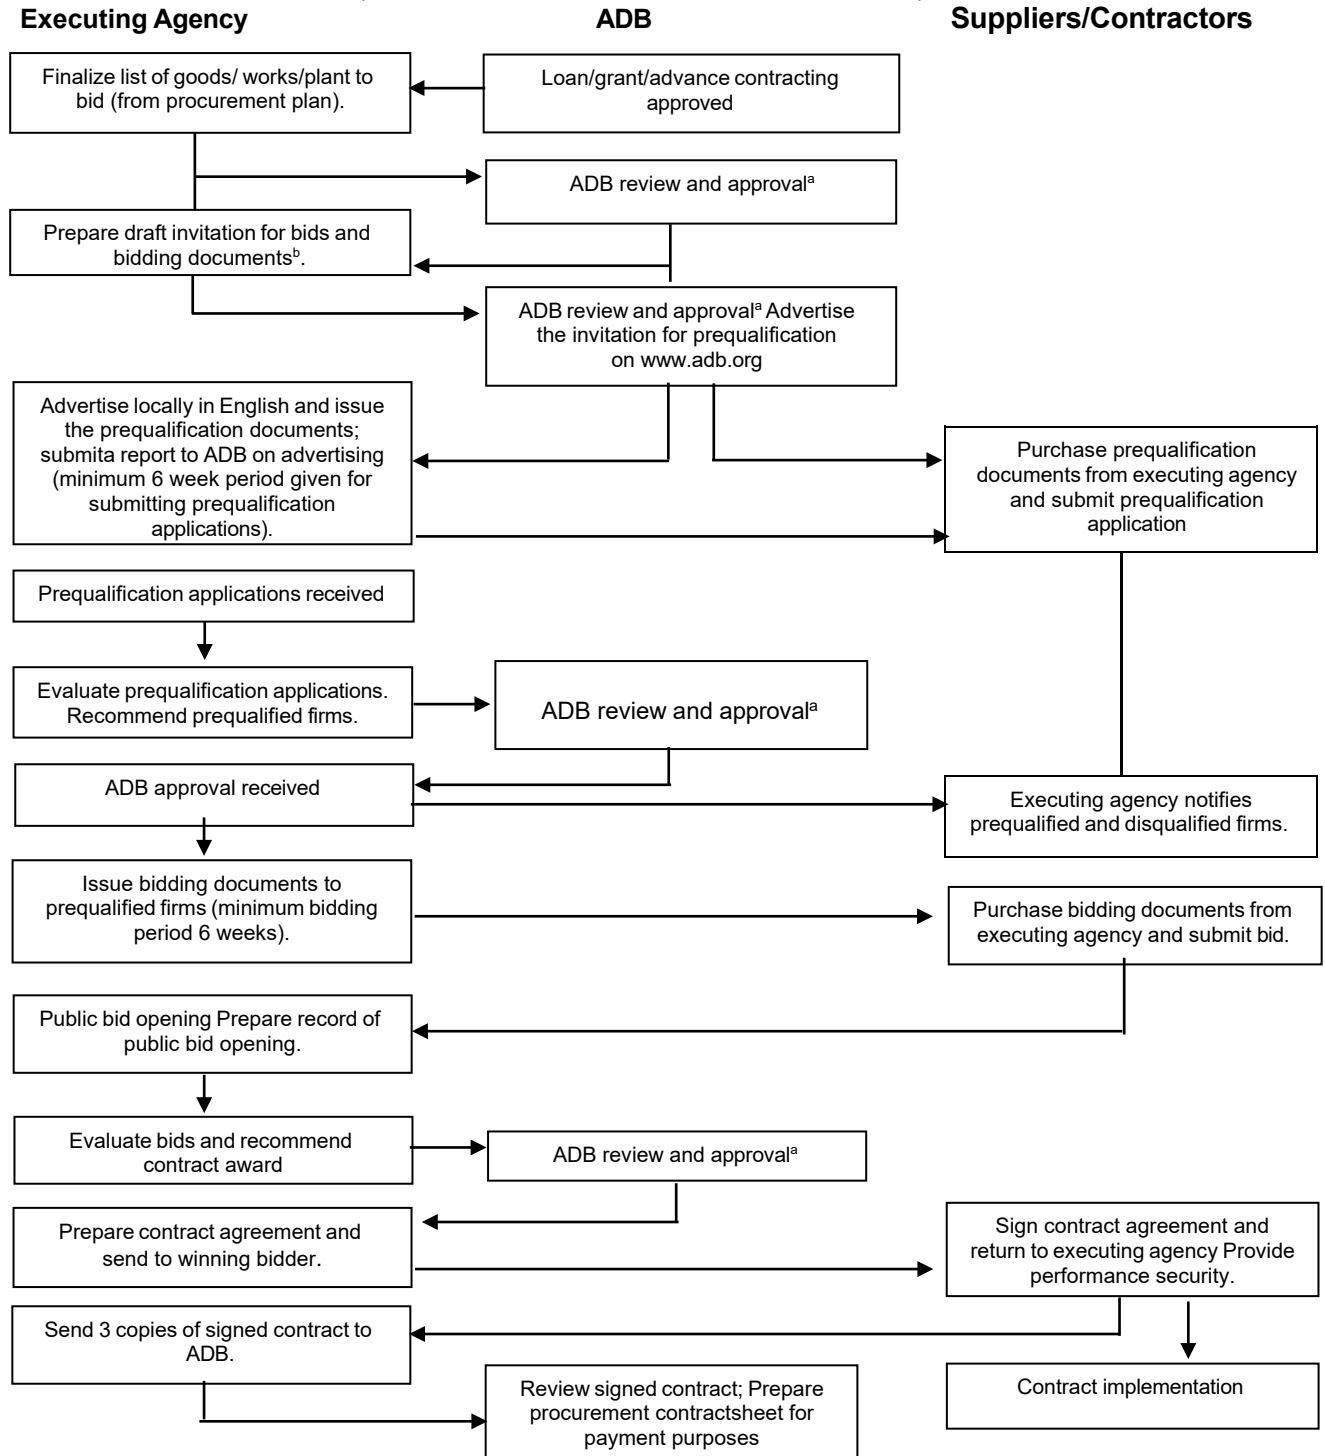 Executing Agency
ADB
Suppliers/Contractors
Finalize list of goods/ works/plant to
bid (from procurement plan).
Loan/grant/advance contracting
approved
ADB review and approvalᵃ
Prepare draft invitation for bids and
bidding documentsᵇ.
ADB review and approvalᵃ Advertise
the invitation for prequalification
on www.adb.org
Advertise locally in English and issue
the prequalification documents;
submita report to ADB on advertising
(minimum 6 week period given for
submitting prequalification
applications).
Purchase prequalification
documents from executing agency
and submit prequalification
application
Prequalification applications received
Evaluate prequalification applications.
Recommend prequalified firms.
ADB review and approvalᵃ
ADB approval received
Executing agency notifies
prequalified and disqualified firms.
Issue bidding documents to
prequalified firms (minimum bidding
period 6 weeks).
Purchase bidding documents from
executing agency and submit bid.
Public bid opening Prepare record of
public bid opening.
Evaluate bids and recommend
contract award
ADB review and approvalᵃ
Prepare contract agreement and
send to winning bidder.
Sign contract agreement and
return to executing agency Provide
performance security.
Send 3 copies of signed contract to
ADB.
Contract implementation
Review signed contract; Prepare
procurement contractsheet for
payment purposes